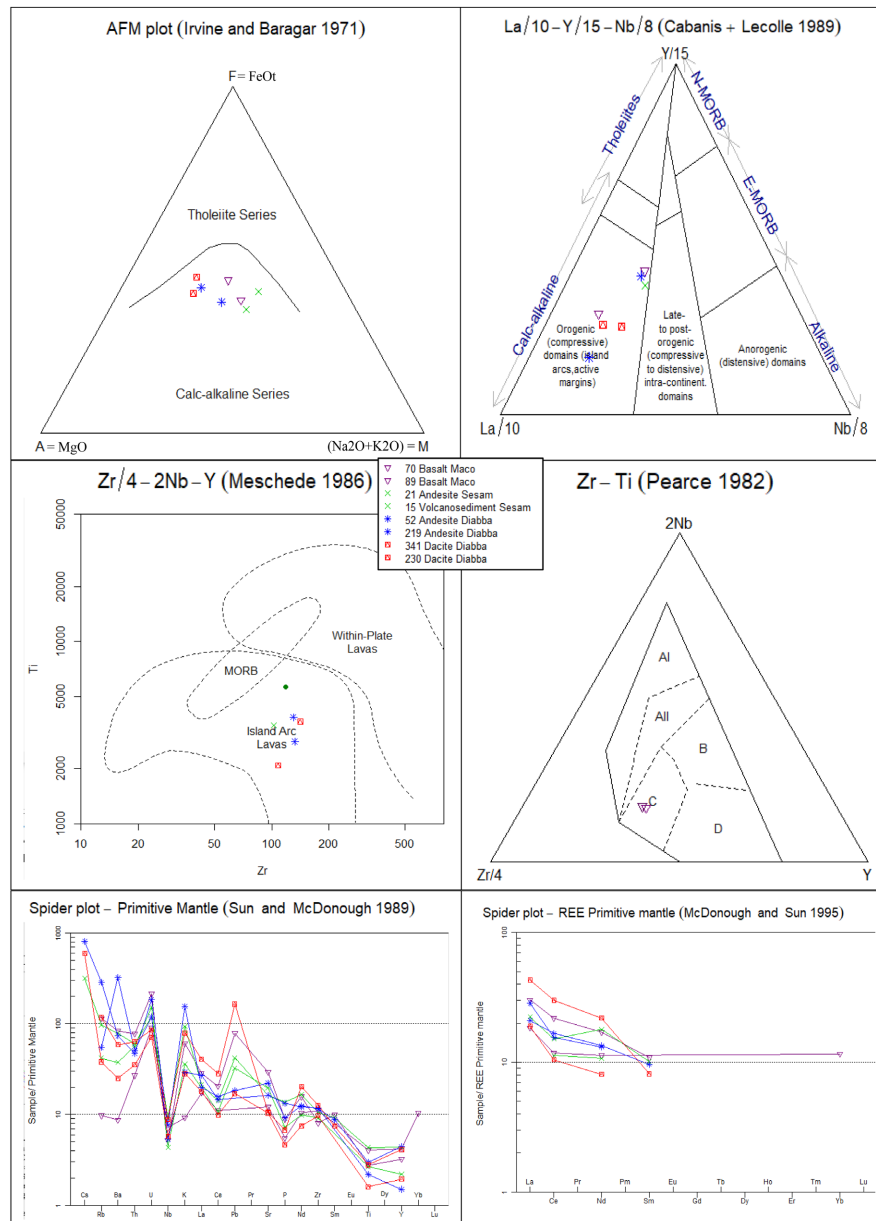 AFM plot (Irvine and Baragar 1971)
F = FeOt
Tholeiite Series
Calc-alkaline Series
A = MgO
(Na2O+K2O) = M
La/10 – Y/15 – Nb/8 (Cabanis + Lecolle 1989)
Y/15
Tholeiites
N-MORB
E-MORB
Calc-alkaline
Alkaline
Orogenic
(compressive)
domains (island
arcs,active
margins)
Late-
to post-
orogenic
(compressive
to distensive)
intra-continent.
domains
Anorogenic
(distensive) domains
La/10
Nb/8
70 Basalt Maco
89 Basalt Maco
21 Andesite Sesam
15 Volcanosediment Sesam
52 Andesite Diabba
219 Andesite Diabba
341 Dacite Diabba
230 Dacite Diabba
Zr/4 – 2Nb – Y (Meschede 1986)
50000
20000
10000
5000
2000
1000
Ti
Within-Plate
Lavas
MORB
Island Arc
Lavas
10
20
50
100
200
500
Zr
Zr – Ti (Pearce 1982)
2Nb
AI
AII
B
C
D
Zr/4
Y
Spider plot – Primitive Mantle (Sun and McDonough 1989)
Sample/ Primitive Mantle
1000
100
10
1
Cs Ba U K Ce Pr P Zr Eu Dy Yb
Rb Th Nb La Pb Sr Nd Sm Ti Y Lu
Spider plot – REE Primitive mantle (McDonough and Sun 1995)
Sample/ REE Primitive mantle
100
10
1
La Pr Pm Eu Tb Ho Tm Lu
Ce Nd Sm Gd Dy Er Yb